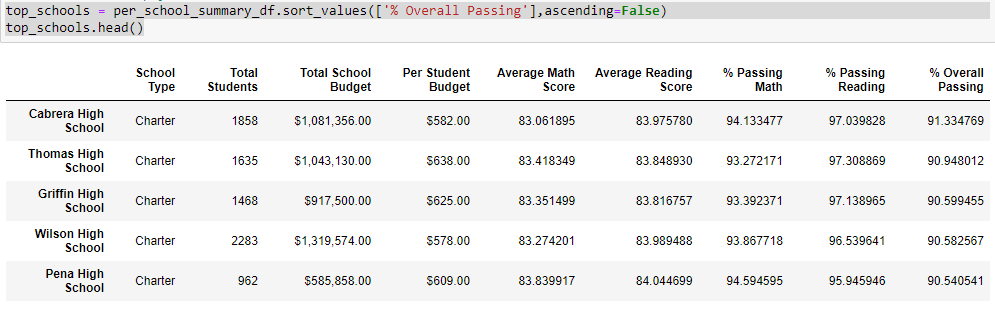 top_schools = per_school_summary_df.sort_values(['% Overall Passing'],ascending=False)
top_schools.head()
School Type Total Students Total School Budget Per Student Budget Average Math Score Average Reading Score % Passing Math % Passing Reading % Overall Passing
Cabrera High School Charter 1858 $1,081,356.00 $582.00 83.061895 83.975780 94.133477 97.039828 91.334769
Thomas High School Charter 1635 $1,043,130.00 $638.00 83.418349 83.848930 93.272171 97.308869 90.948012
Griffin High School Charter 1468 $917,500.00 $625.00 83.351499 83.816757 93.392371 97.138965 90.599455
Wilson High School Charter 2283 $1,319,574.00 $578.00 83.274201 83.989488 93.867718 96.539641 90.582567
Pena High School Charter 962 $585,858.00 $609.00 83.839917 84.044699 94.594595 95.945946 90.540541